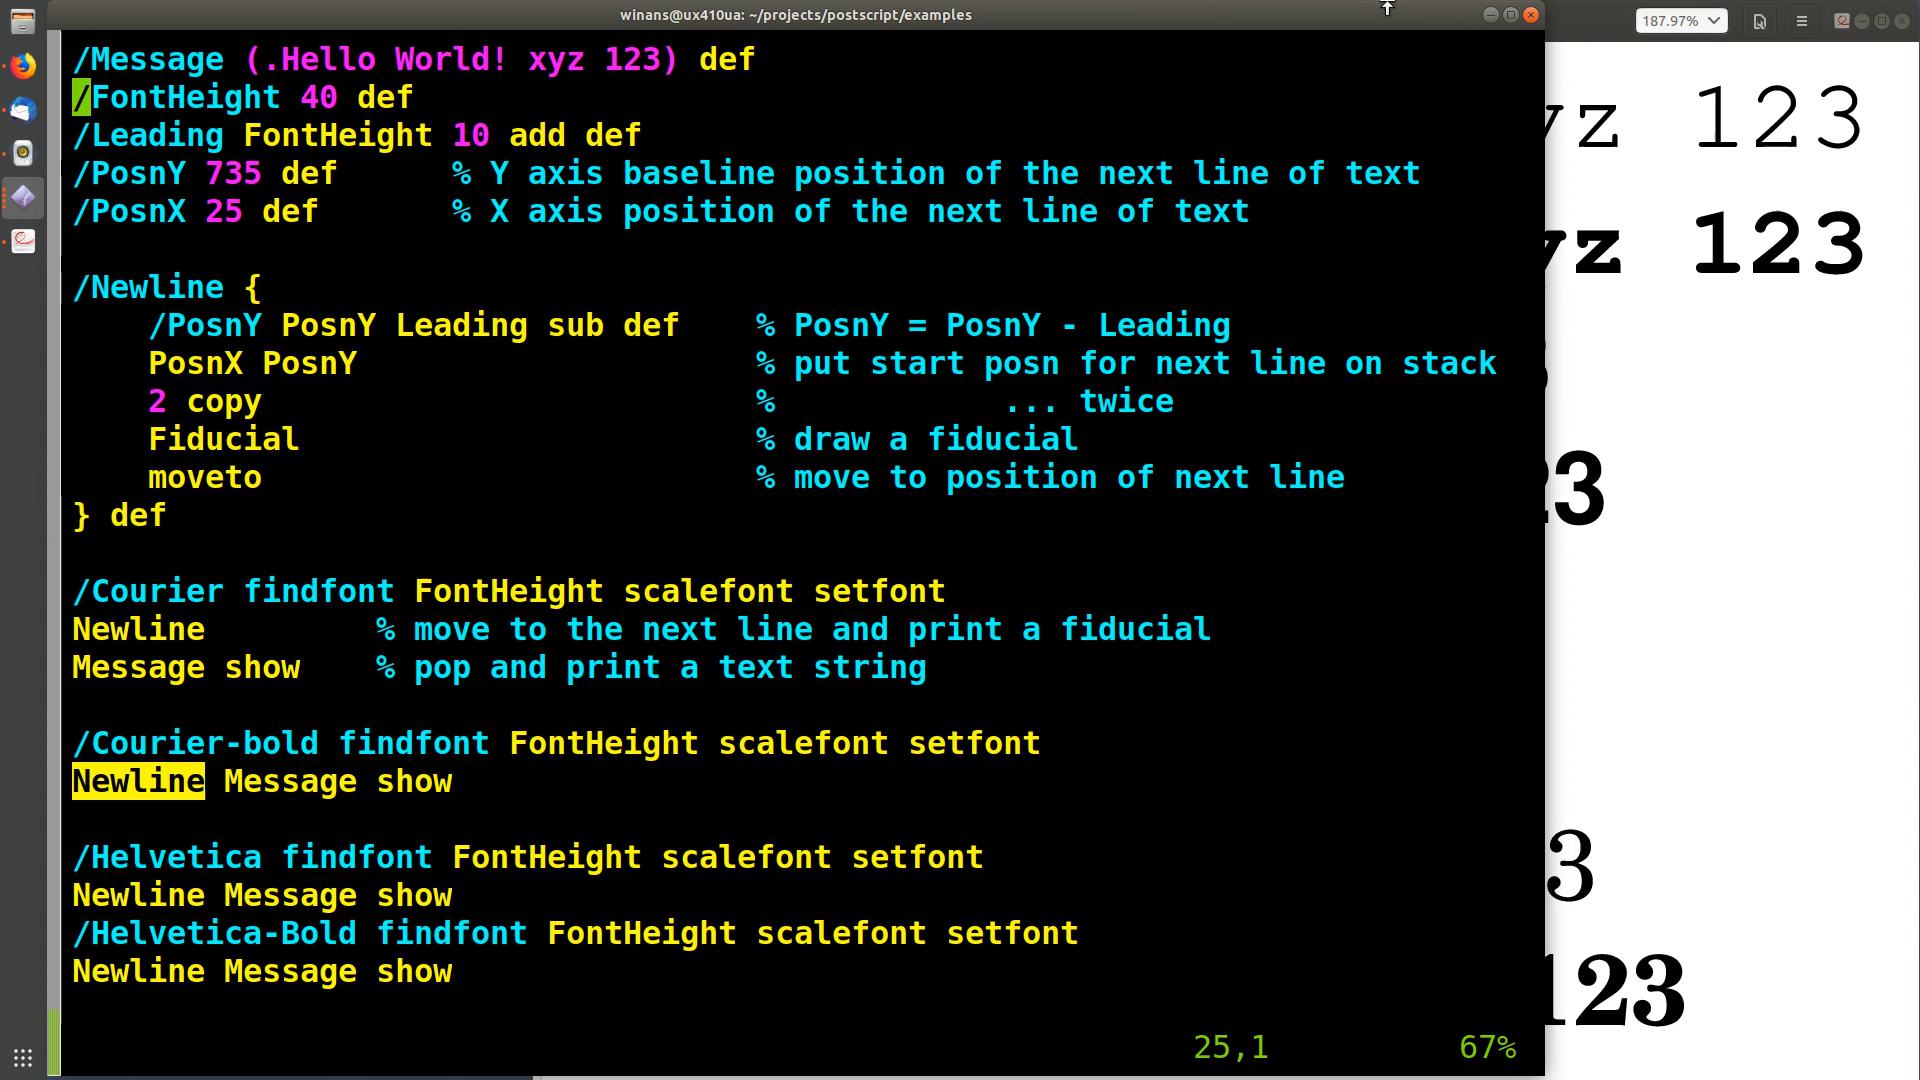 winans@ux410ua: ~/projects/postscript/examples
187.97%
/Message (.Hello World! xyz 123) def
/FontHeight 40 def
/Leading FontHeight 10 add def
/PosnY 735 def      % Y axis baseline position of the next line of text
/PosnX 25 def       % X axis position of the next line of text
/Newline {
    /PosnY PosnY Leading sub def    % PosnY = PosnY - Leading
    PosnX PosnY                     % put start posn for next line on stack
    2 copy                          %            ... twice
    Fiducial                        % draw a fiducial
    moveto                          % move to position of next line
} def
/Courier findfont FontHeight scalefont setfont
Newline         % move to the next line and print a fiducial
Message show    % pop and print a text string
/Courier-bold findfont FontHeight scalefont setfont
Newline Message show
/Helvetica findfont FontHeight scalefont setfont
Newline Message show
/Helvetica-Bold findfont FontHeight scalefont setfont
Newline Message show
25,1          67%
yz 123
yz 123
23
3
123